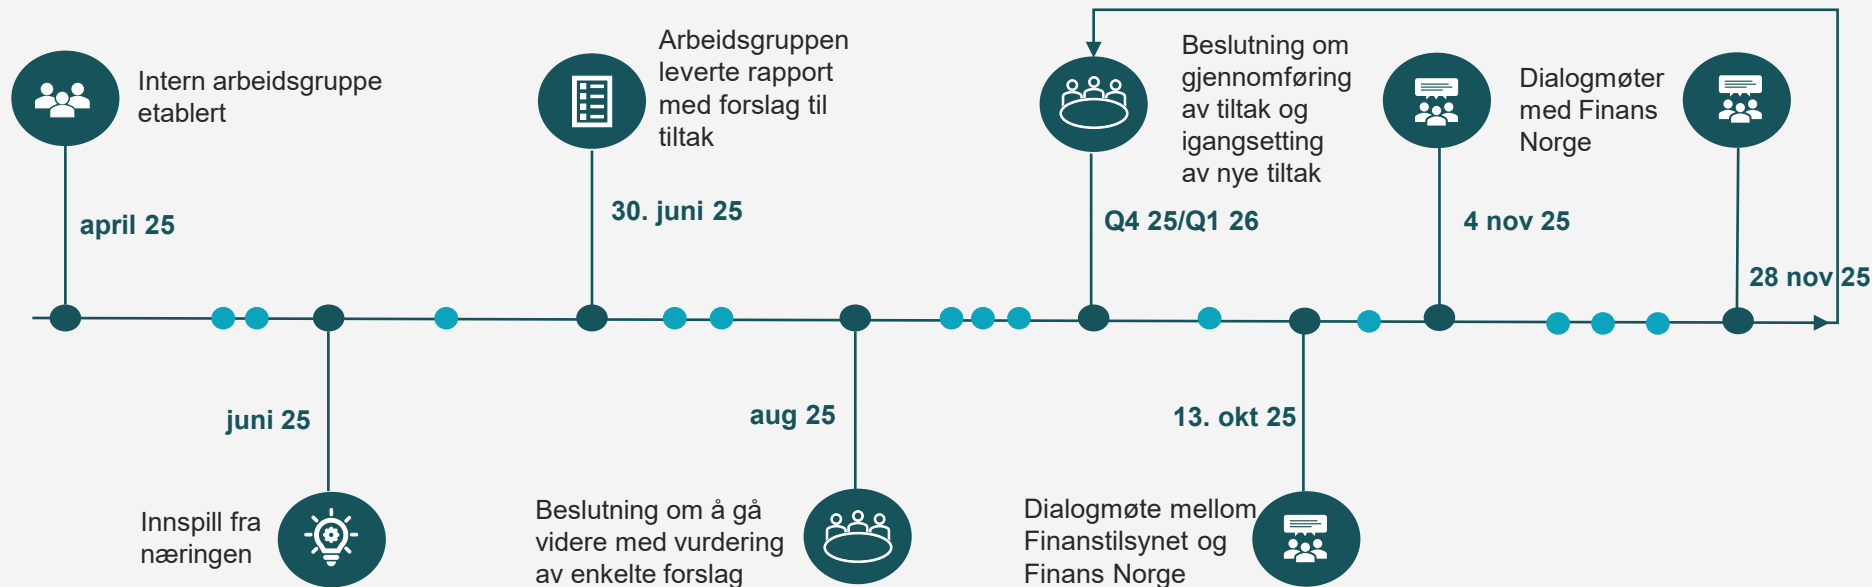 Intern arbeidsgruppe
etablert
april 25
Arbeidsgruppen
leverte rapport
med forslag til
tiltak
30. juni 25
Beslutning om
gjennomføring
av tiltak og
igangsetting
av nye tiltak
Q4 25/Q1 26
Dialogmøter
med Finans
Norge
4 nov 25
28 nov 25
juni 25
Innspill fra
næringen
aug 25
Beslutning om å gå
videre med vurdering
av enkelte forslag
13. okt 25
Dialogmøte mellom
Finanstilsynet og
Finans Norge